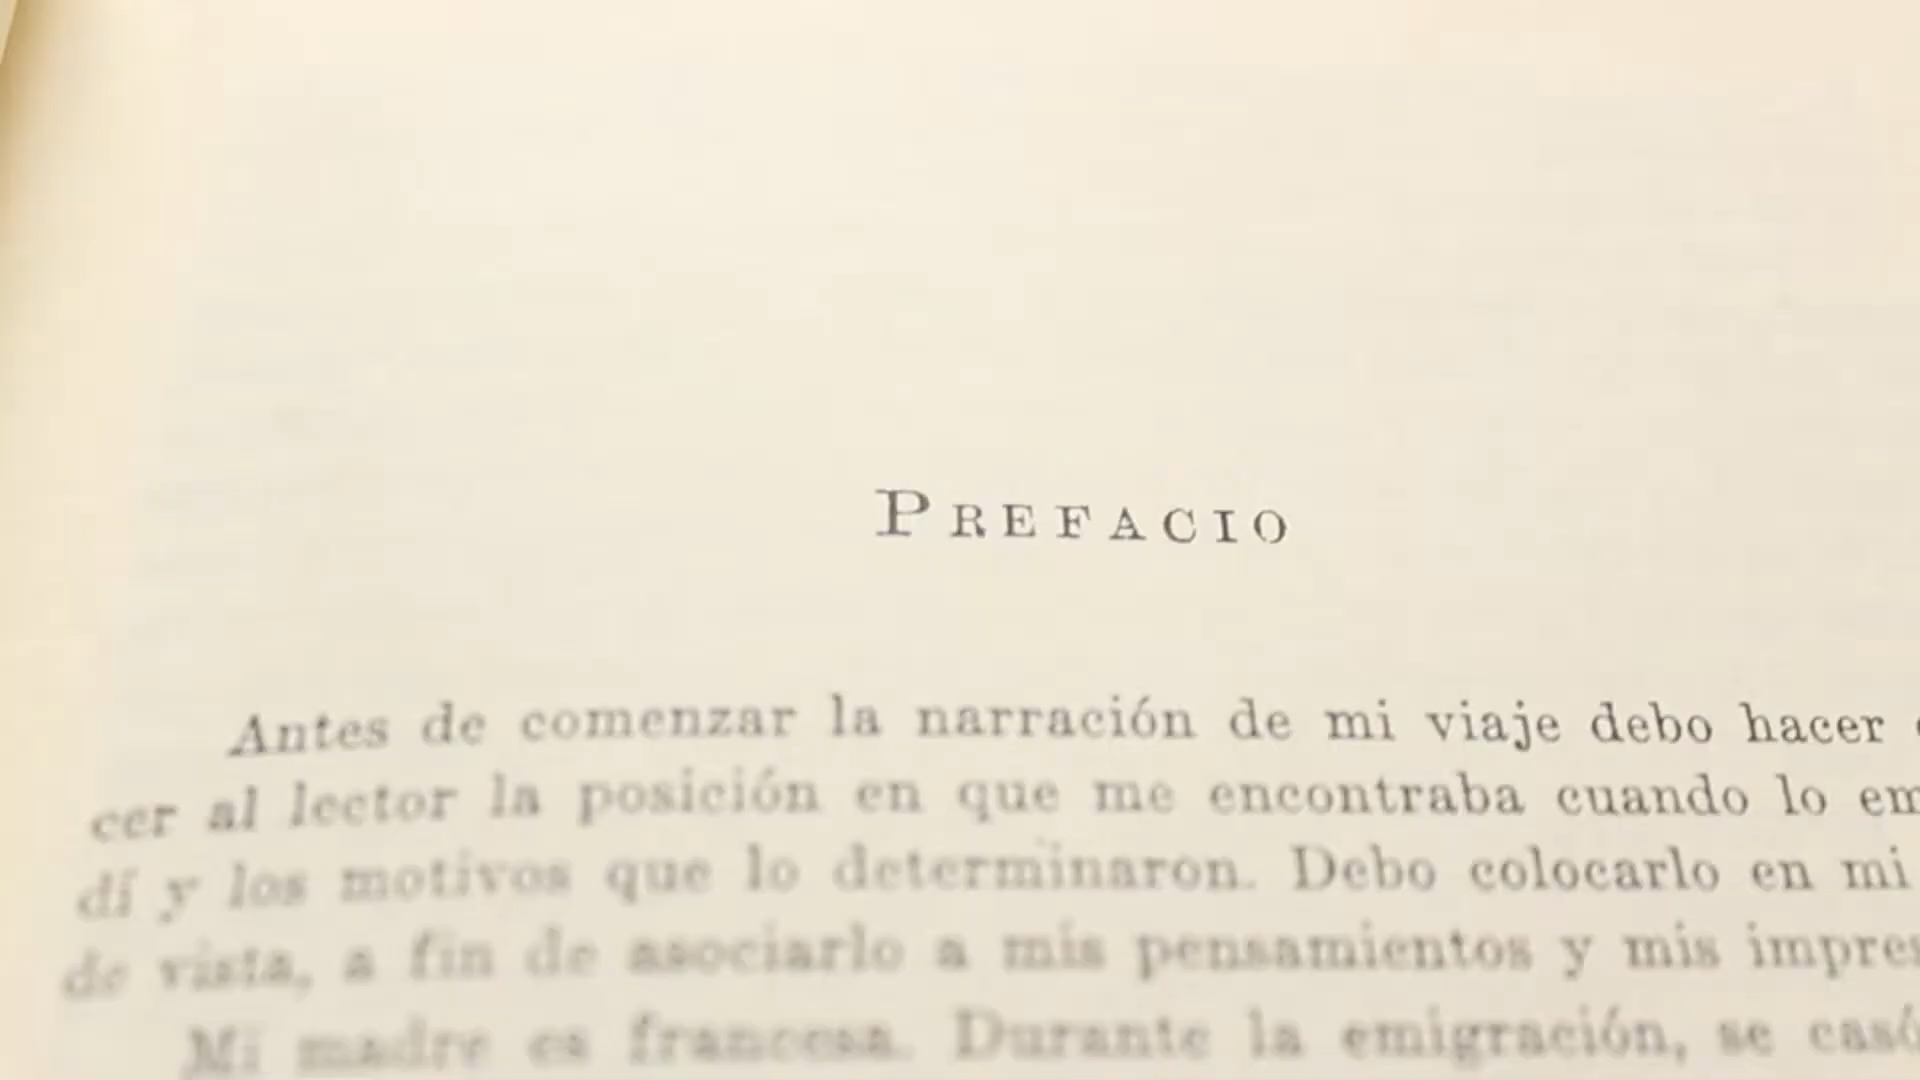 PREFACIO
Antes de comenzar la narración de mi viaje debo hacer
cer al lector la posición en que me encontraba cuando lo em
dí y los motivos que lo determinaron. Debo colocarlo en mi
de vista, a fin de asociarlo a mis pensamientos y mis impres
Mi madre es francesa. Durante la emigración, se casó